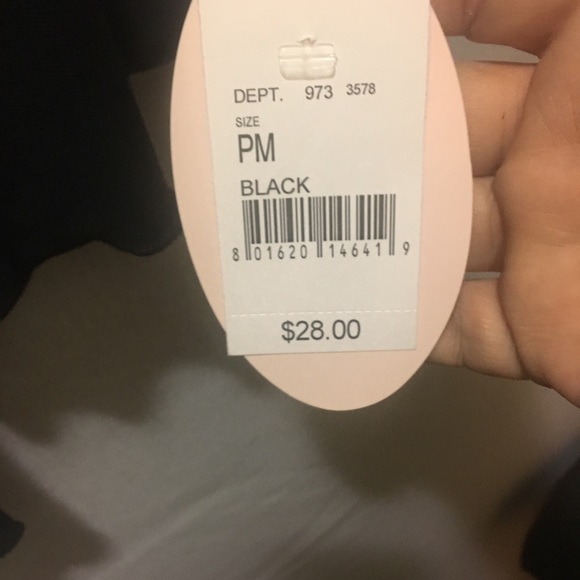 DEPT. 973 3578
SIZE
PM
BLACK
8 01620 14641 9
$28.00